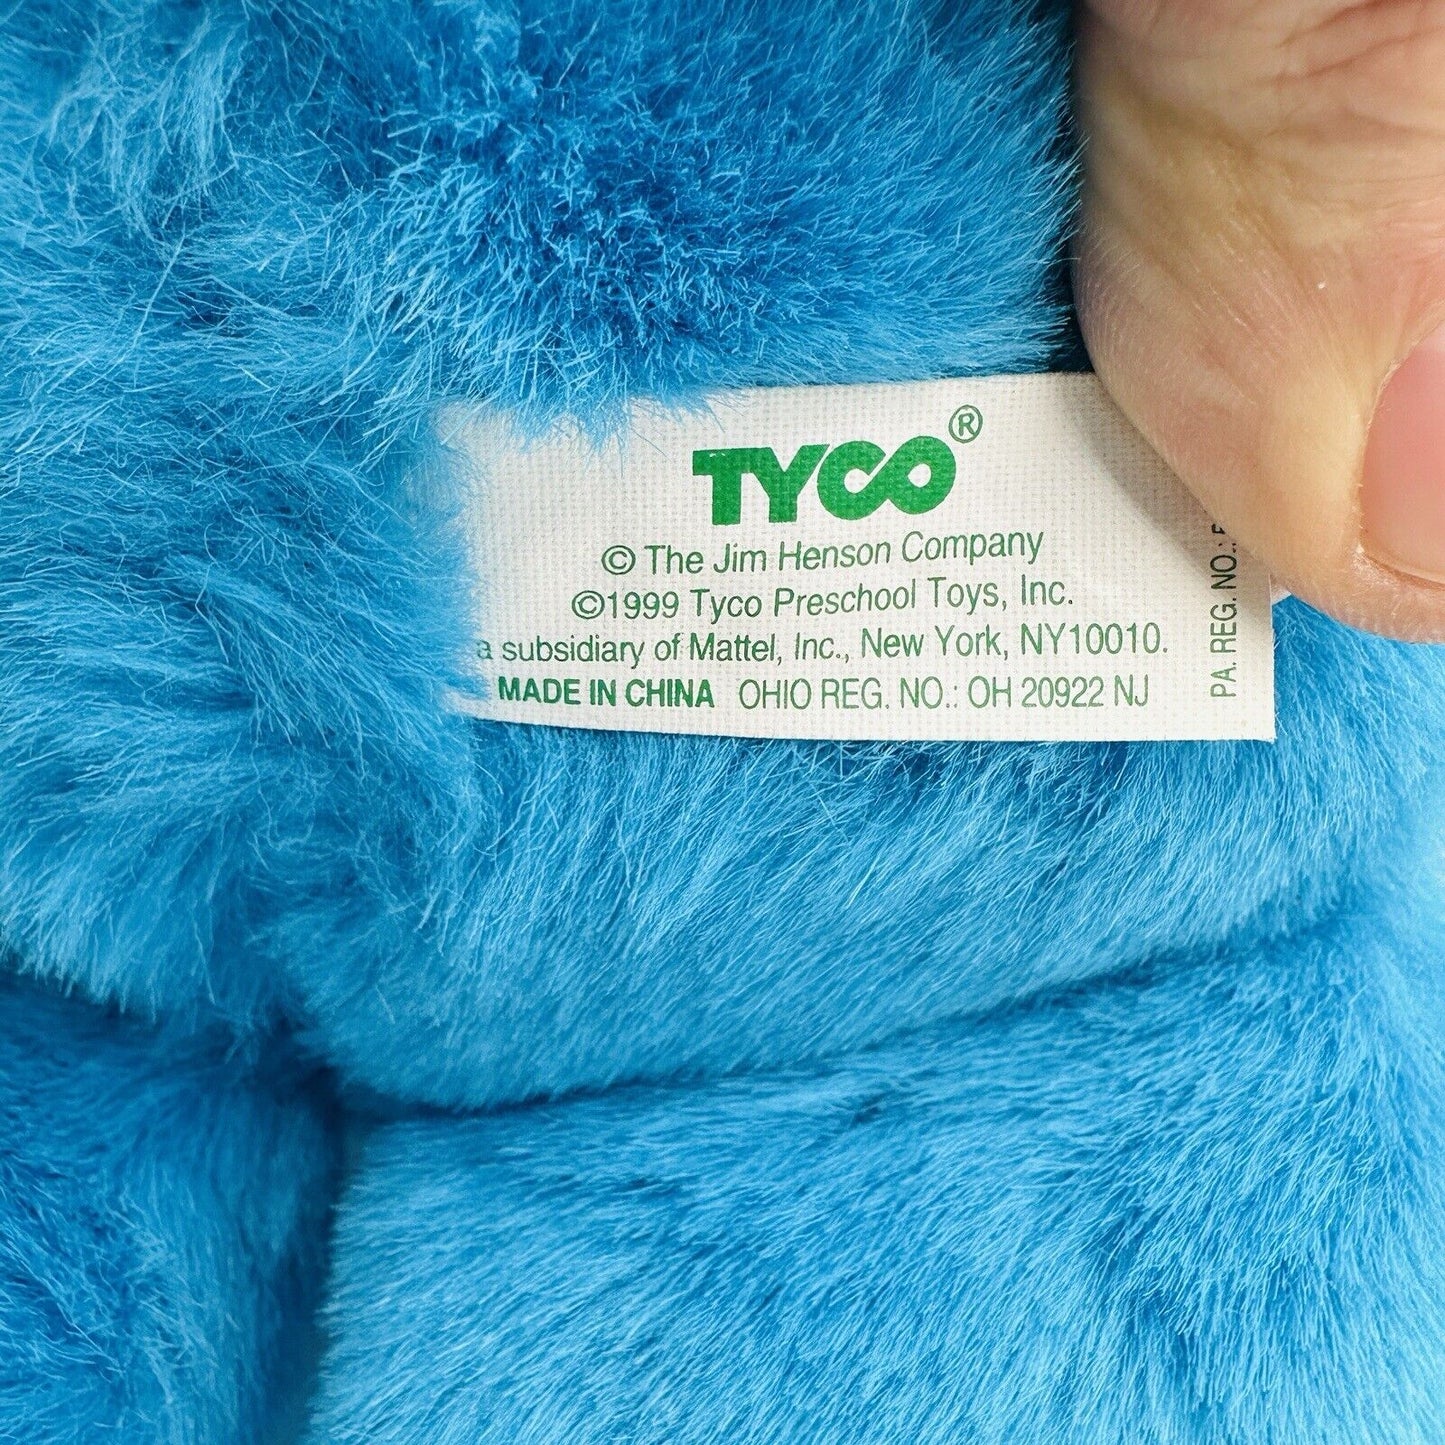 TYCO®
© The Jim Henson Company
©1999 Tyco Preschool Toys, Inc.
a subsidiary of Mattel, Inc., New York, NY10010.
MADE IN CHINA OHIO REG. NO.: OH 20922 NJ
PA. REG. NO.: